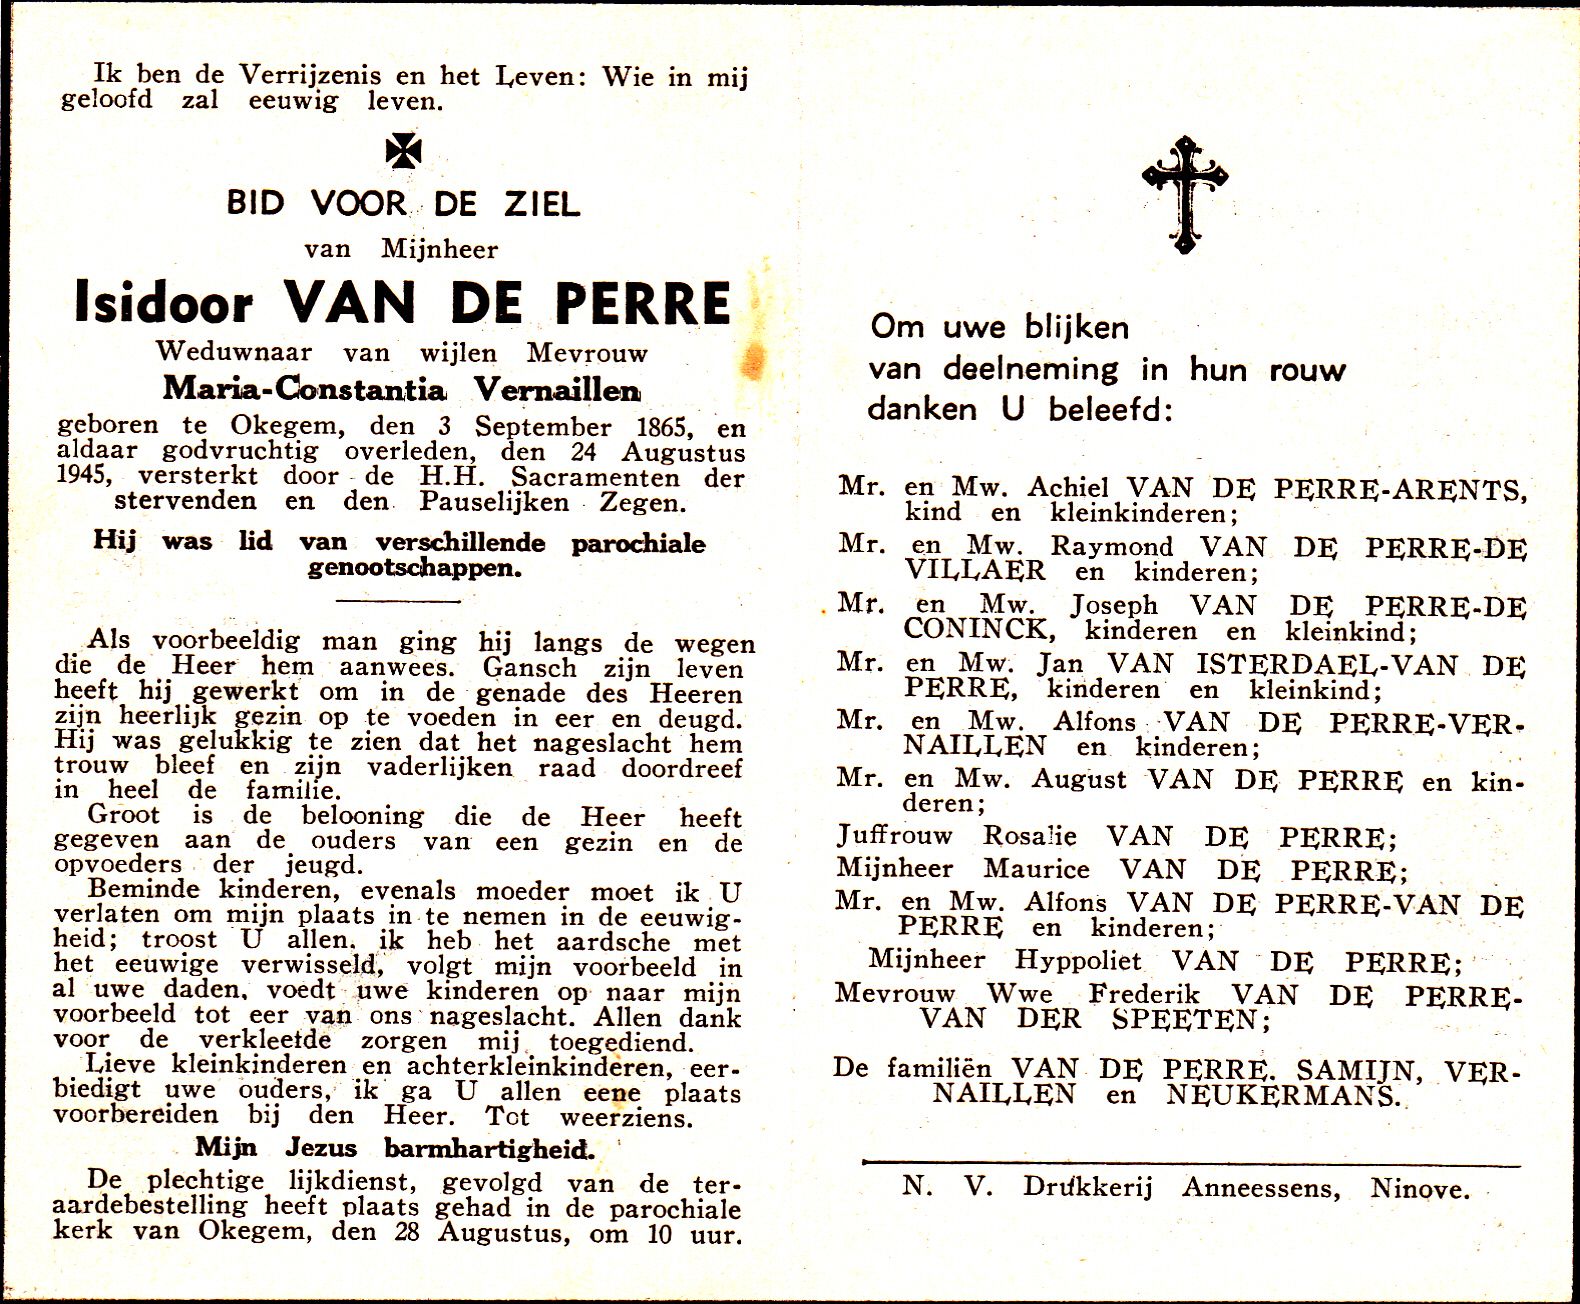 Ik ben de Verrijzenis en het Leven: Wie in mij
geloofd zal eeuwig leven.
BID VOOR DE ZIEL
van Mijnheer
Isidoor VAN DE PERRE
Weduwnaar van wijlen Mevrouw
Maria-Constantia Vernaillen
geboren te Okegem, den 3 September 1865, en
aldaar godvruchtig overleden, den 24 Augustus
1945, versterkt door de H.H. Sacramenten der
stervenden en den Pauselijken Zegen.
Hij was lid van verschillende parochiale
genootschappen.
Als voorbeeldig man ging hij langs de wegen
die de Heer hem aanwees. Gansch zijn leven
heeft hij gewerkt om in de genade des Heeren
zijn heerlijk gezin op te voeden in eer en deugd.
Hij was gelukkig te zien dat het nageslacht hem
trouw bleef en zijn vaderlijken raad doordreef
in heel de familie.
Groot is de belooning die de Heer heeft
gegeven aan de ouders van een gezin en de
opvoeders der jeugd.
Beminde kinderen, evenals moeder moet ik U
verlaten om mijn plaats in te nemen in de eeuwig-
heid; troost U allen. ik heb het aardsche met
het eeuwige verwisseld, volgt mijn voorbeeld in
al uwe daden, voedt uwe kinderen op naar mijn
voorbeeld tot eer van ons nageslacht. Allen dank
voor de verkleefde zorgen mij toegediend.
Lieve kleinkinderen en achterkleinkinderen, eer-
biedigt uwe ouders, ik ga U allen eene plaats
voorbereiden bij den Heer. Tot weerziens.
Mijn Jezus barmhartigheid.
De plechtige lijkdienst, gevolgd van de ter-
aardebestelling heeft plaats gehad in de parochiale
kerk van Okegem, den 28 Augustus, om 10 uur.
Om uwe blijken
van deelneming in hun rouw
danken U beleefd:
Mr. en Mw. Achiel VAN DE PERRE-ARENTS,
kind en kleinkinderen;
Mr. en Mw. Raymond VAN DE PERRE-DE
VILLAER en kinderen;
Mr. en Mw. Joseph VAN DE PERRE-DE
CONINCK, kinderen en kleinkind;
Mr. en Mw. Jan VAN ISTERDAEL-VAN DE
PERRE, kinderen en kleinkind;
Mr. en Mw. Alfons VAN DE PERRE-VER-
NAILLEN en kinderen;
Mr. en Mw. August VAN DE PERRE en kin-
deren;
Juffrouw Rosalie VAN DE PERRE;
Mijnheer Maurice VAN DE PERRE;
Mr. en Mw. Alfons VAN DE PERRE-VAN DE
PERRE en kinderen;
Mijnheer Hyppoliet VAN DE PERRE;
Mevrouw Wwe Frederik VAN DE PERRE-
VAN DER SPEETEN;
De familiën VAN DE PERRE. SAMIJN, VER-
NAILLEN en NEUKERMANS.
N. V. Drukkerij Anneessens, Ninove.